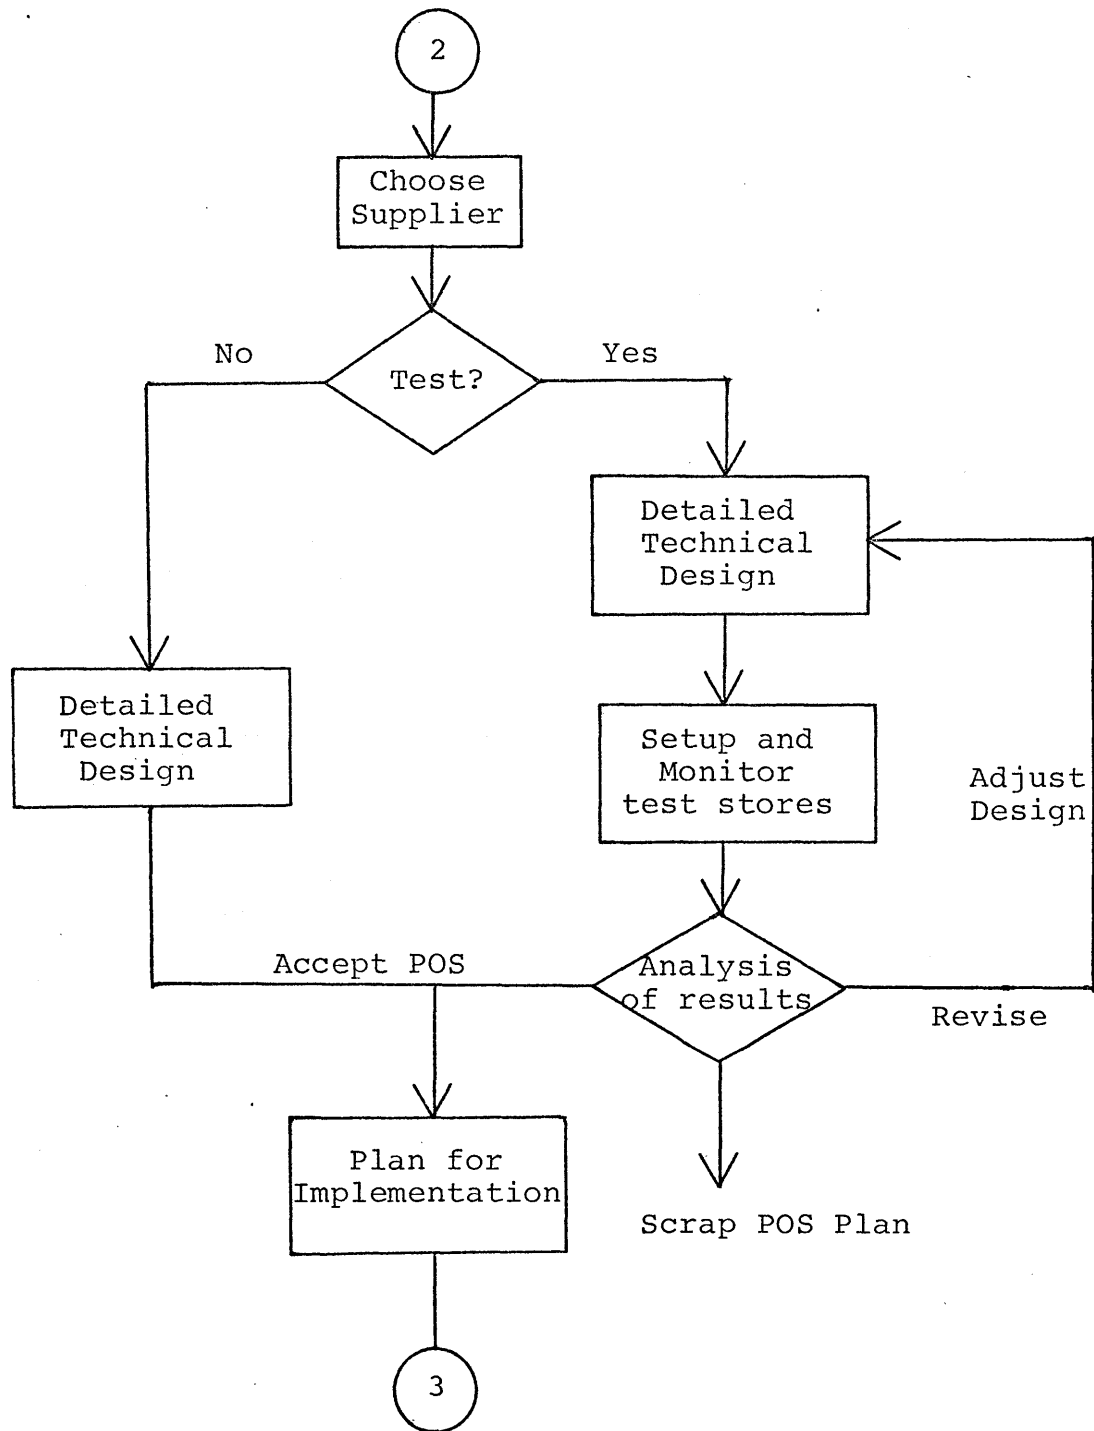 2
Choose
Supplier
No
Yes
Test?
Detailed
Technical
Design
Detailed
Technical
Design
Setup and
Monitor
test stores
Adjust
Design
Accept POS
Analysis
of results
Revise
Plan for
Implementation
Scrap POS Plan
3